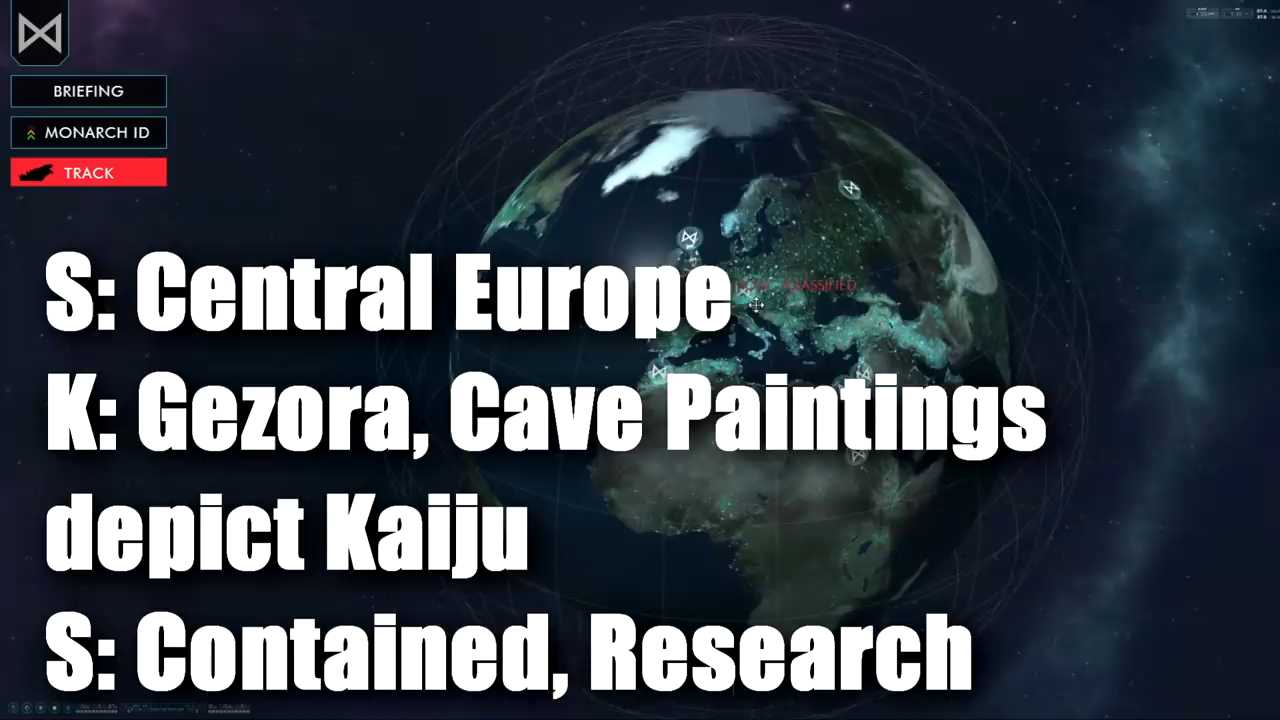 BRIEFING
MONARCH ID
TRACK
CLASSIFIED
S: Central Europe
K: Gezora, Cave Paintings
depict Kaiju
S: Contained, Research